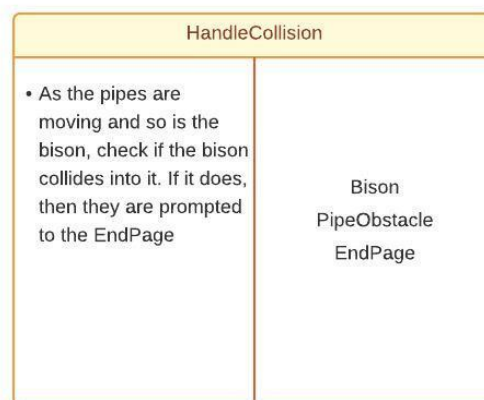 HandleCollision
• As the pipes are
moving and so is the
bison, check if the bison
collides into it. If it does,
then they are prompted
to the EndPage
Bison
PipeObstacle
EndPage